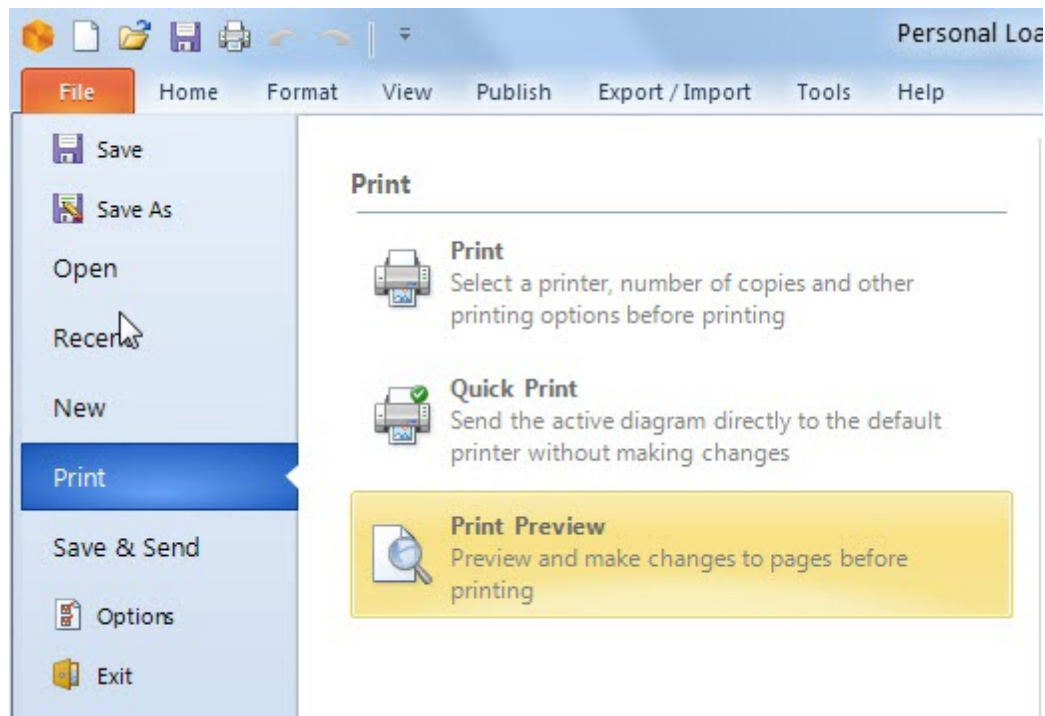 Personal Loa
File Home Format View Publish Export / Import Tools Help
Save
Save As
Open
Recent
New
Print
Save & Send
Options
Exit
Print
Print
Select a printer, number of copies and other
printing options before printing
Quick Print
Send the active diagram directly to the default
printer without making changes
Print Preview
Preview and make changes to pages before
printing